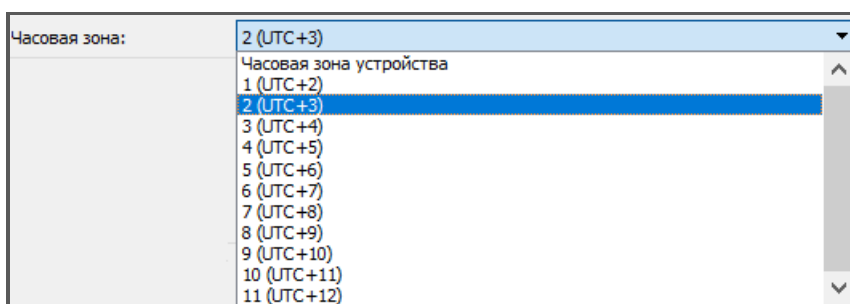 Часовая зона: 2 (UTC+3)
Часовая зона устройства
1 (UTC+2)
2 (UTC+3)
3 (UTC+4)
4 (UTC+5)
5 (UTC+6)
6 (UTC+7)
7 (UTC+8)
8 (UTC+9)
9 (UTC+10)
10 (UTC+11)
11 (UTC+12)